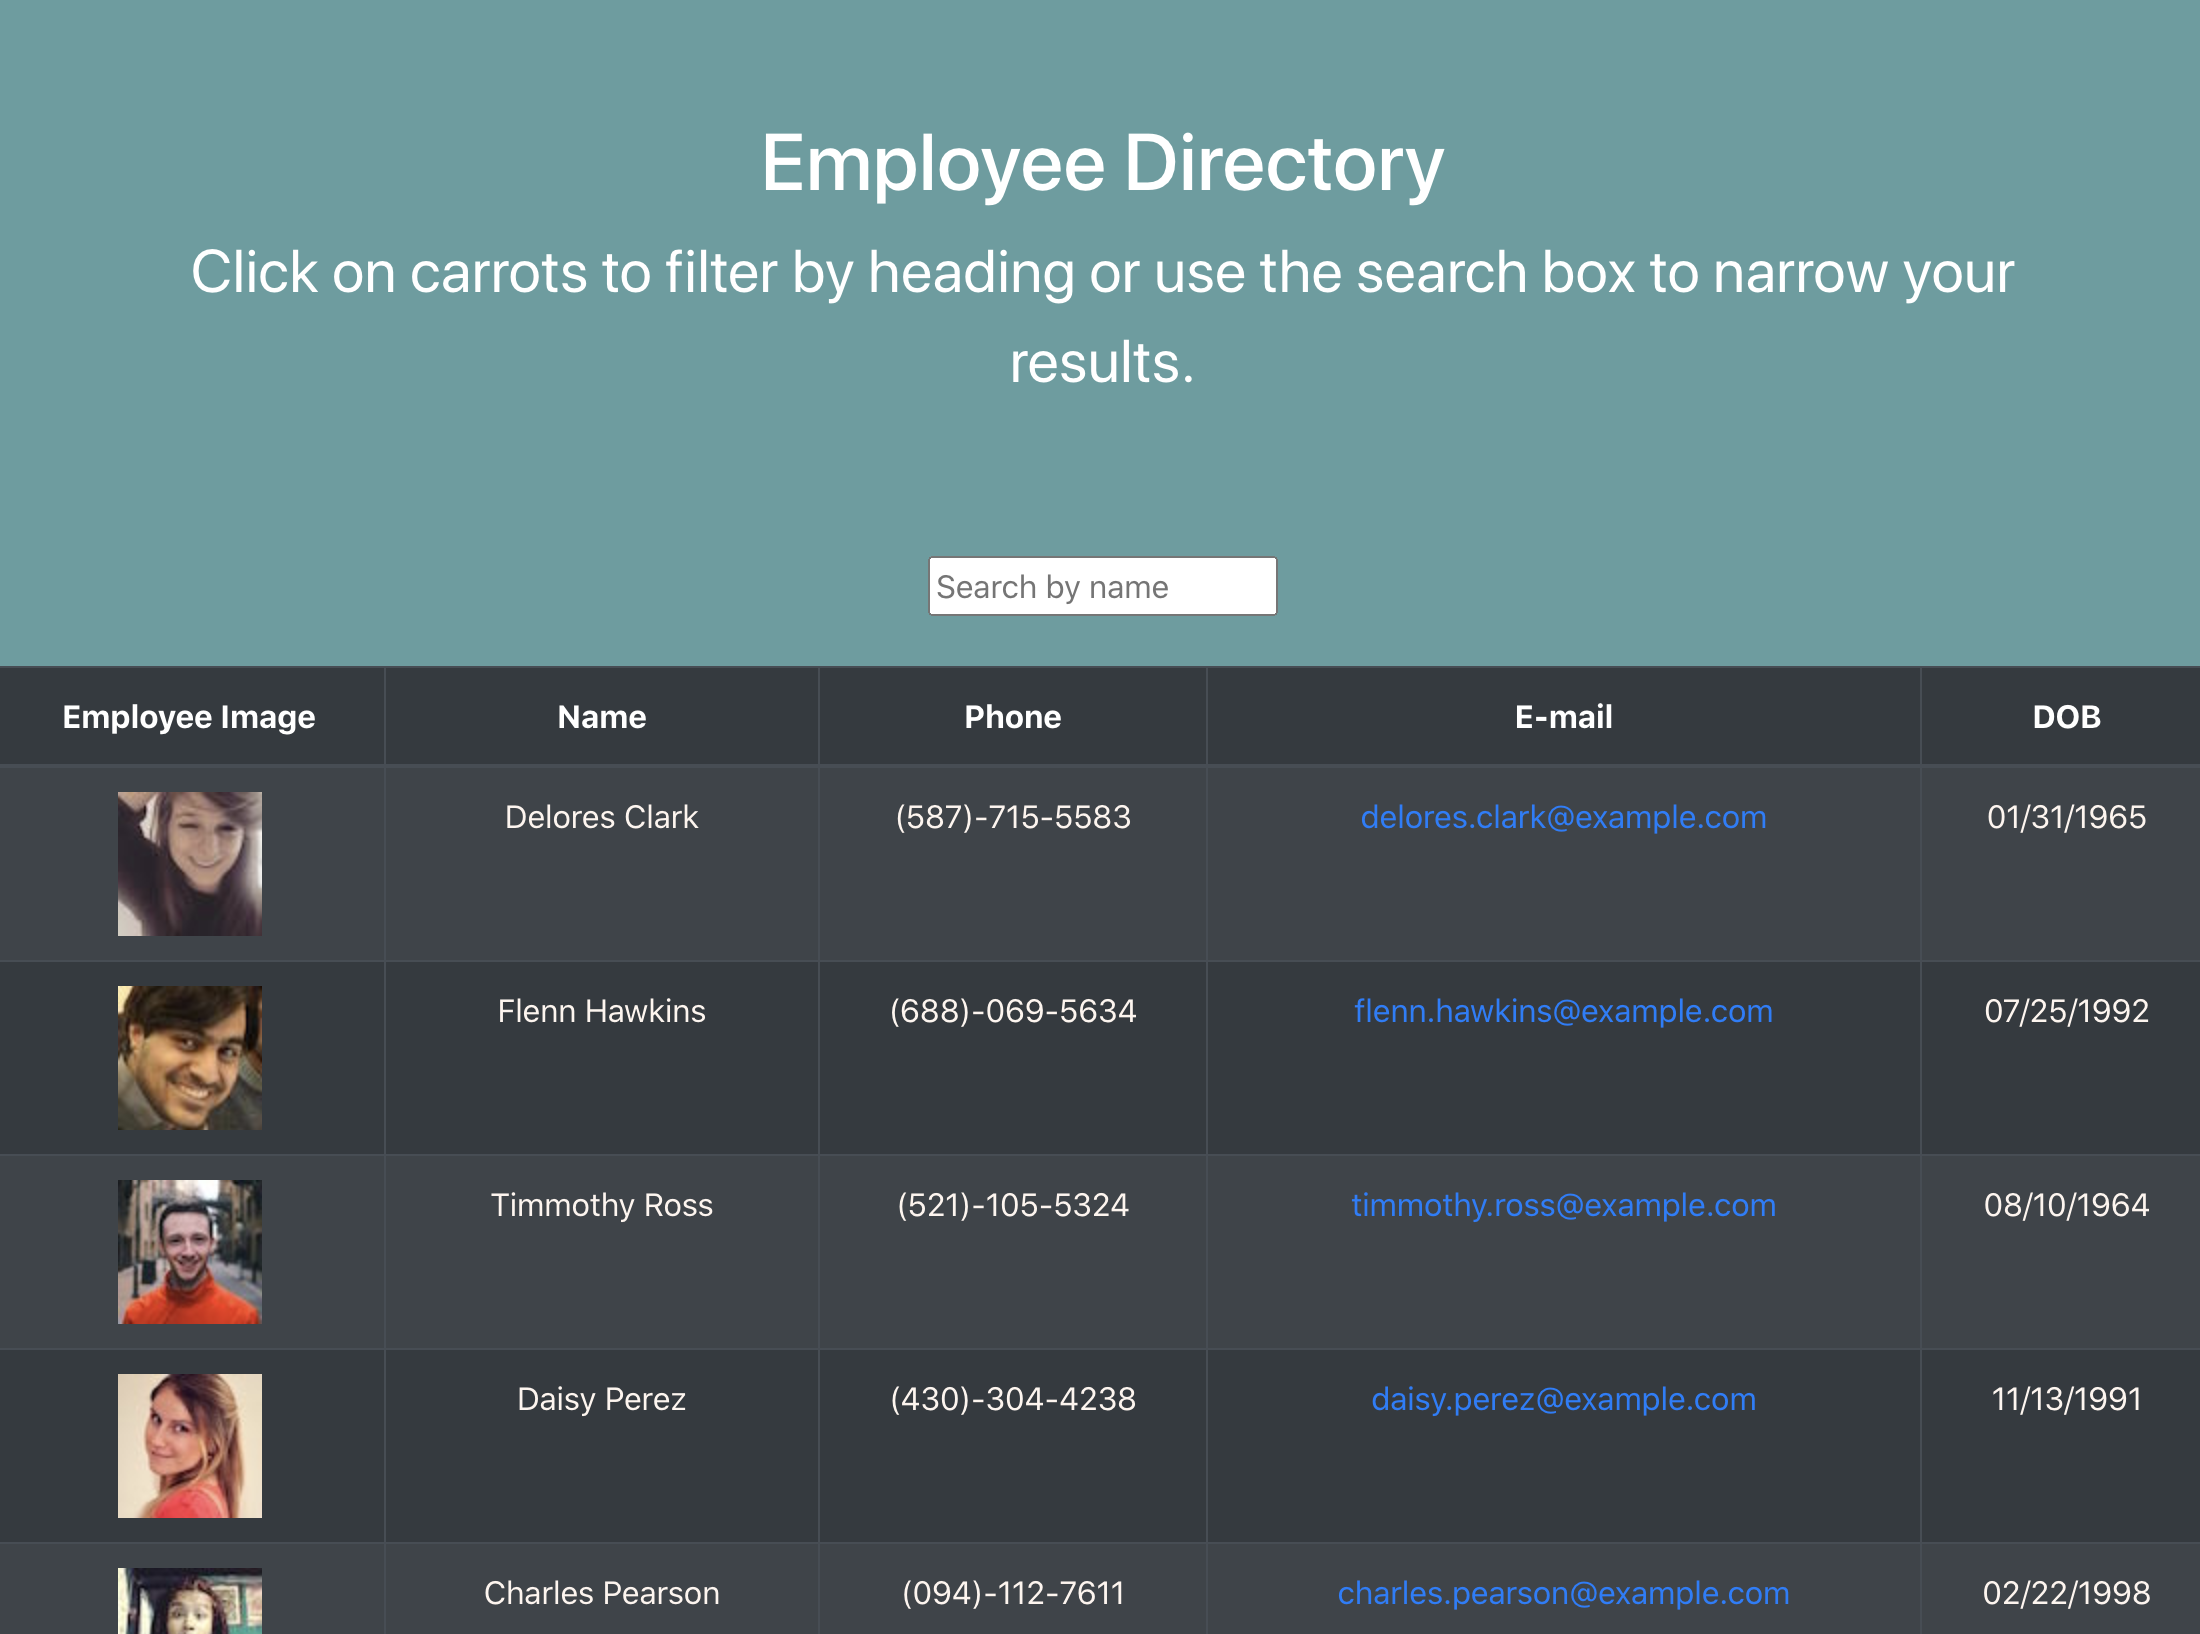 Employee Directory
Click on carrots to filter by heading or use the search box to narrow your
results.
Search by name
Employee Image Name Phone E-mail DOB
Delores Clark (587)-715-5583 delores.clark@example.com 01/31/1965
Flenn Hawkins (688)-069-5634 flenn.hawkins@example.com 07/25/1992
Timmothy Ross (521)-105-5324 timmothy.ross@example.com 08/10/1964
Daisy Perez (430)-304-4238 daisy.perez@example.com 11/13/1991
Charles Pearson (094)-112-7611 charles.pearson@example.com 02/22/1998